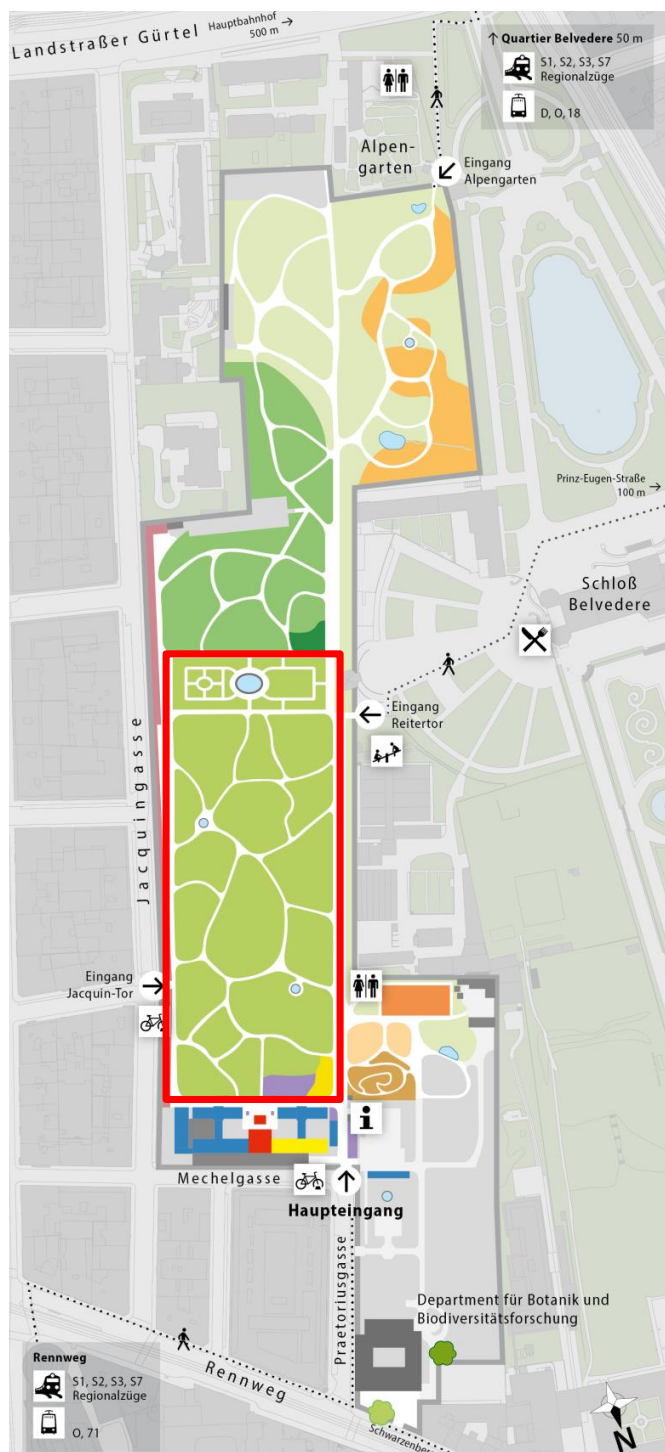 Landstraßer Gürtel
Hauptbahnhof
500 m →
↑ Quartier Belvedere 50 m
S1, S2, S3, S7
Regionalzüge
D, O, 18
Alpen-
garten
Eingang
Alpengarten
Prinz-Eugen-Straße
100 m →
Schloß
Belvedere
Eingang
Reitertor
Jacquingasse
Eingang
Jacquin-Tor
i
Mechelgasse
Haupteingang
Praetoriusgasse
Department für Botanik und
Biodiversitätsforschung
Rennweg
S1, S2, S3, S7
Regionalzüge
O, 71
Rennweg
N